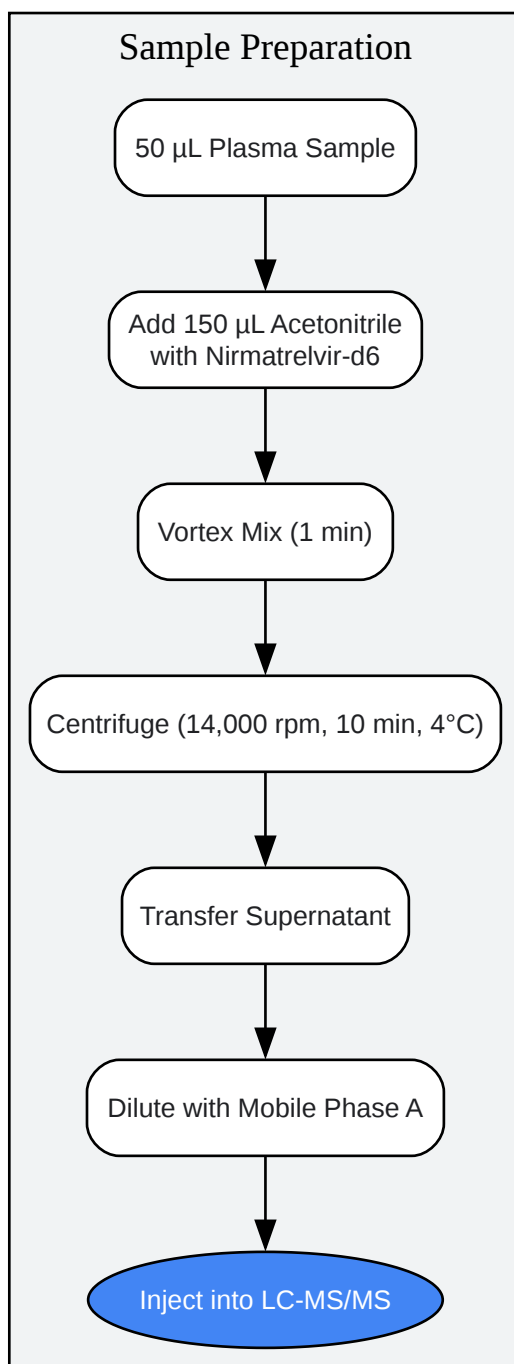 Sample Preparation
50 µL Plasma Sample
Add 150 µL Acetonitrile
with Nirmatrelvir-d6
Vortex Mix (1 min)
Centrifuge (14,000 rpm, 10 min, 4°C)
Transfer Supernatant
Dilute with Mobile Phase A
Inject into LC-MS/MS